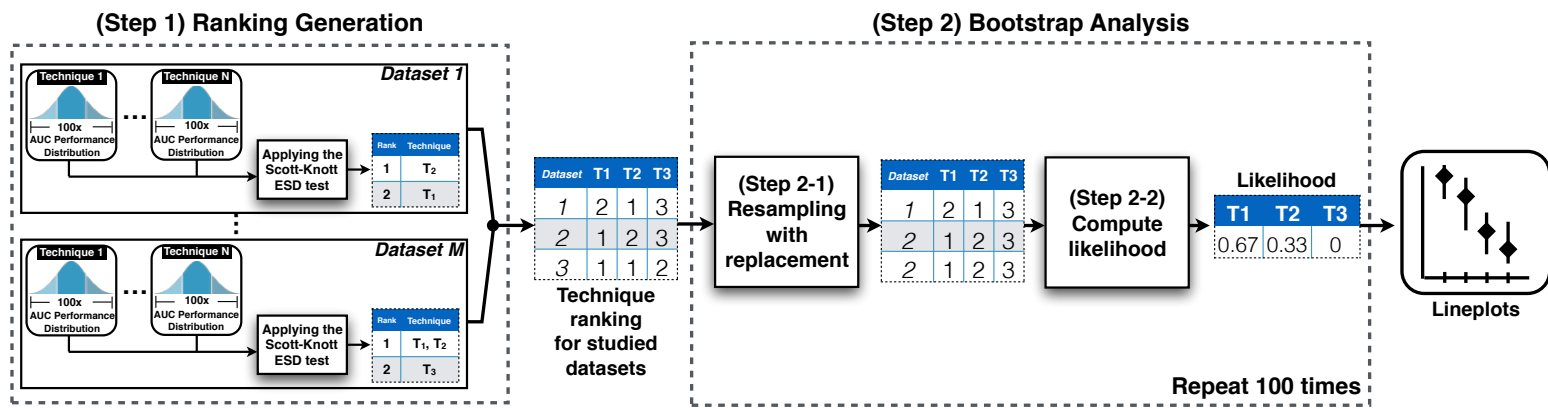 (Step 1) Ranking Generation
Dataset 1
Technique 1
100x
AUC Performance
Distribution
...
Technique N
100x
AUC Performance
Distribution
Applying the
Scott-Knott
ESD test
Rank Technique
1 T2
2 T1
Dataset M
Technique 1
100x
AUC Performance
Distribution
...
Technique N
100x
AUC Performance
Distribution
Applying the
Scott-Knott
ESD test
Rank Technique
1 T1, T2
2 T3
Dataset T1 T2 T3
1 2 1 3
2 1 2 3
3 1 1 2
Technique
ranking
for studied
datasets
(Step 2) Bootstrap Analysis
(Step 2-1)
Resampling
with
replacement
Dataset T1 T2 T3
1 2 1 3
2 1 2 3
2 1 2 3
(Step 2-2)
Compute
likelihood
Likelihood
T1 T2 T3
0.67 0.33 0
Repeat 100 times
Lineplots